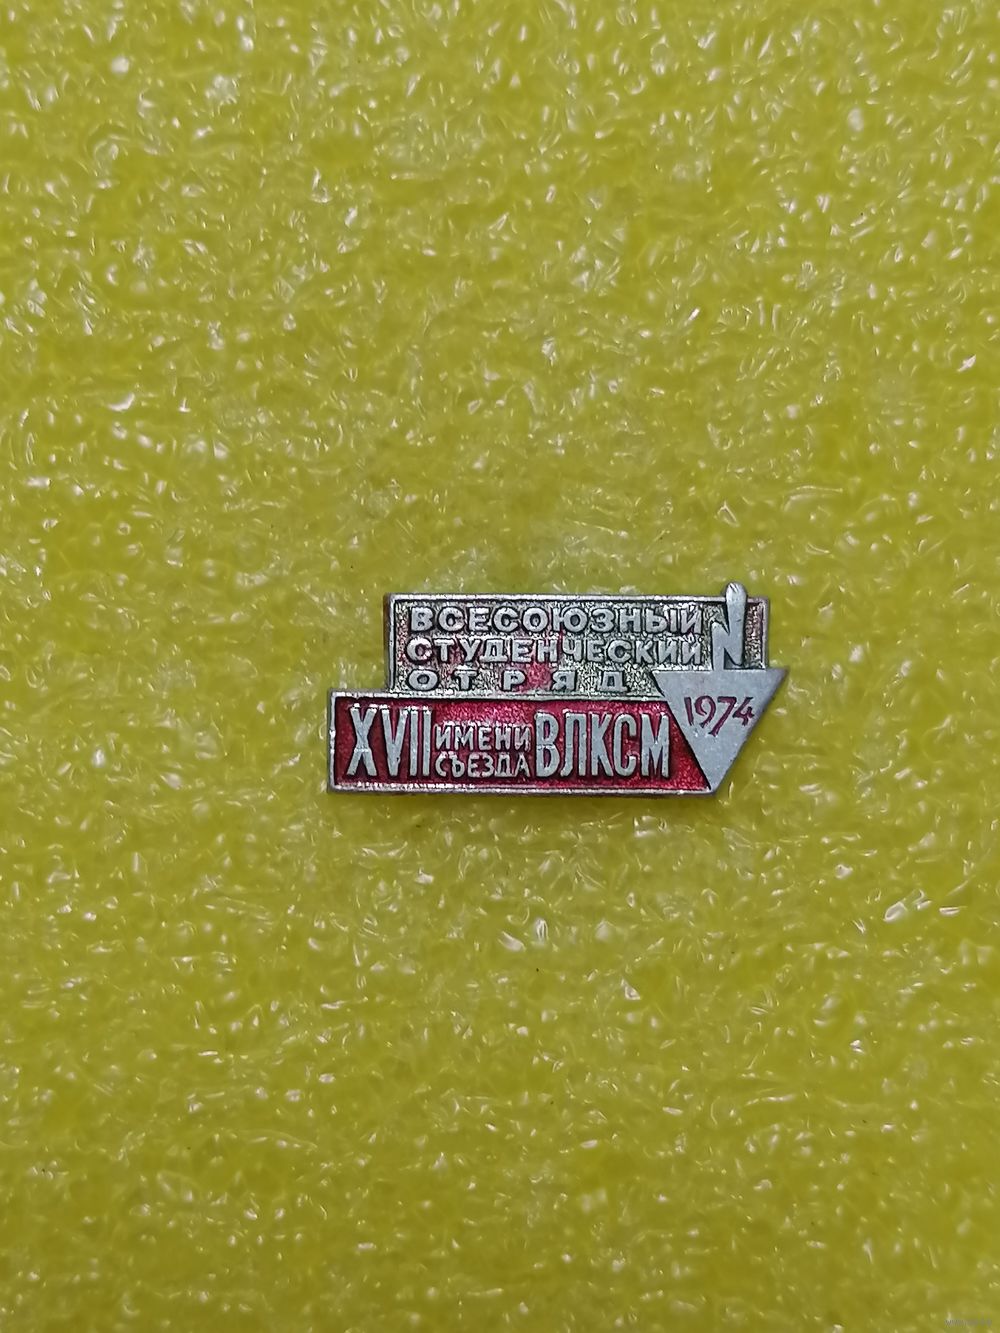 ВСЕСОЮЗНЫЙ
СТУДЕНЧЕСКИЙ
ОТРЯД
1974
XVII ИМЕНИ СЪЕЗДА ВЛКСМ